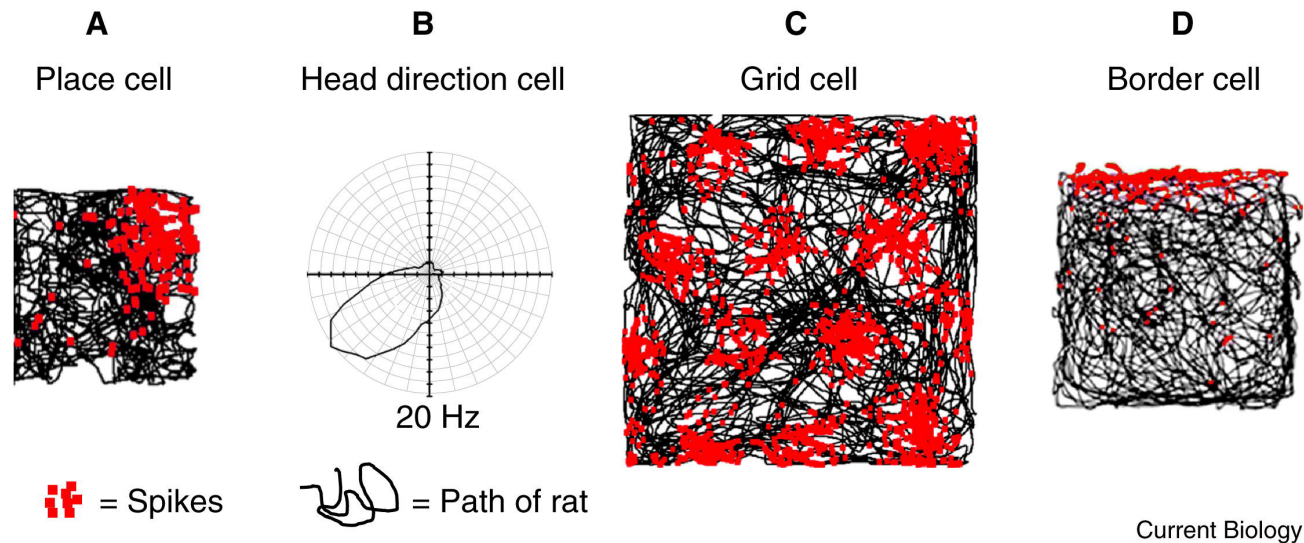 A
B
C
D
Place cell
Head direction cell
Grid cell
Border cell
20 Hz
= Spikes
= Path of rat
Current Biology